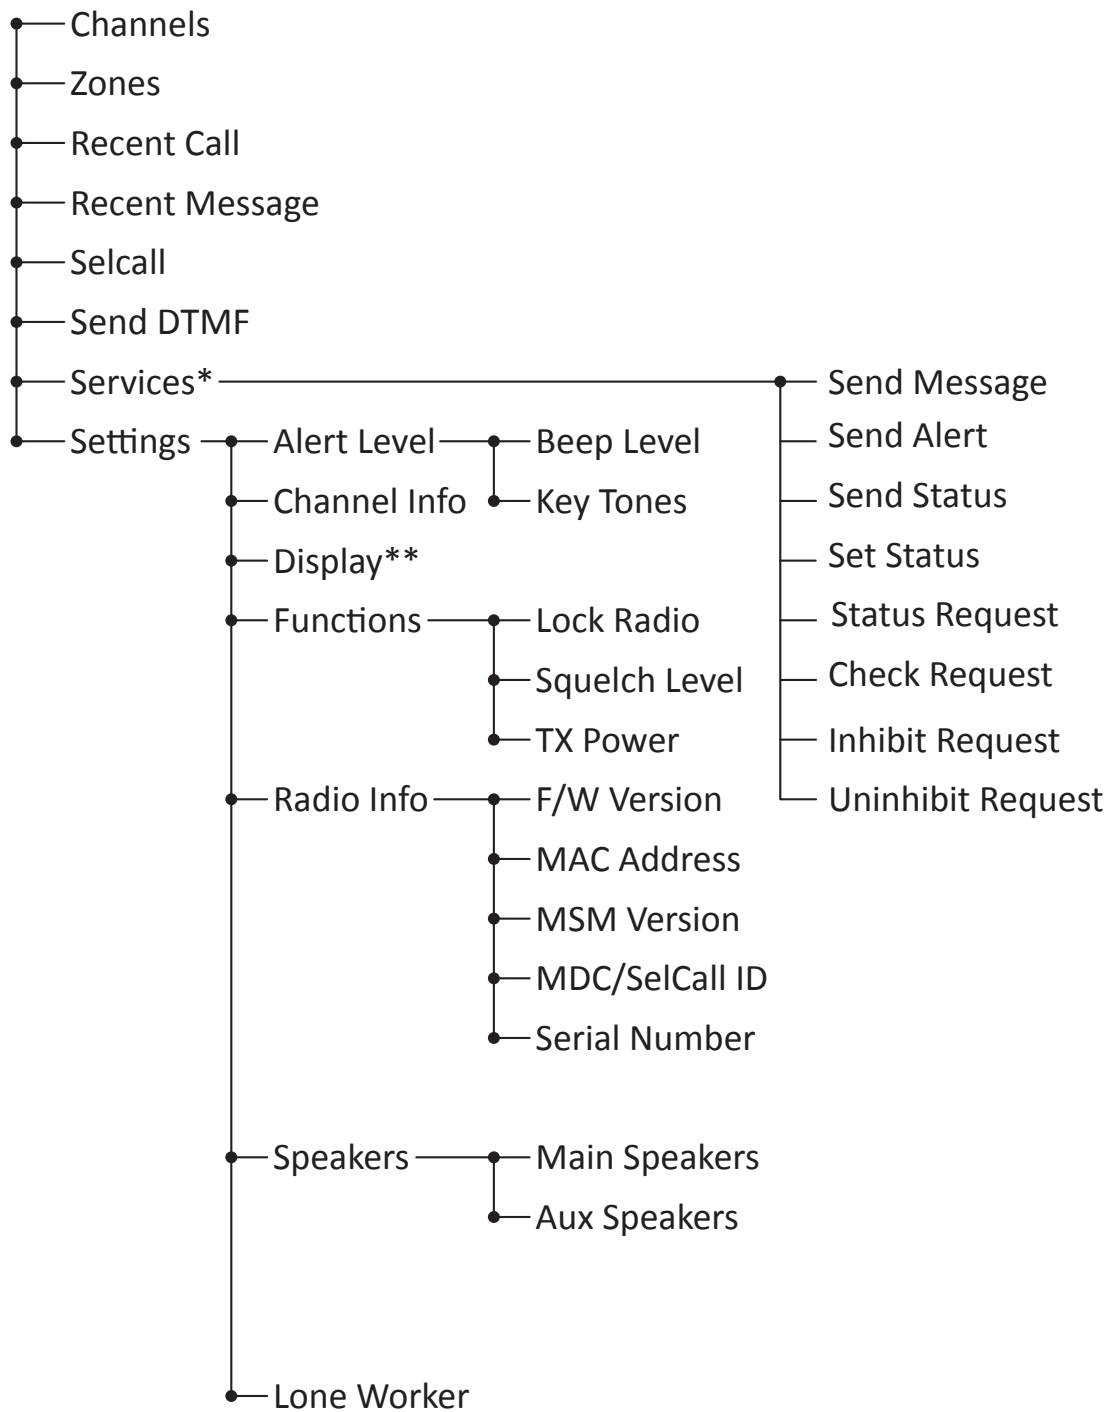 Channels
Zones
Recent Call
Recent Message
Selcall
Send DTMF
Services*
Send Message
Settings
Alert Level
Beep Level
Send Alert
Channel Info
Key Tones
Send Status
Display**
Set Status
Functions
Lock Radio
Status Request
Squelch Level
Check Request
TX Power
Inhibit Request
Radio Info
F/W Version
Uninhibit Request
MAC Address
MSM Version
MDC/SelCall ID
Serial Number
Speakers
Main Speakers
Aux Speakers
Lone Worker